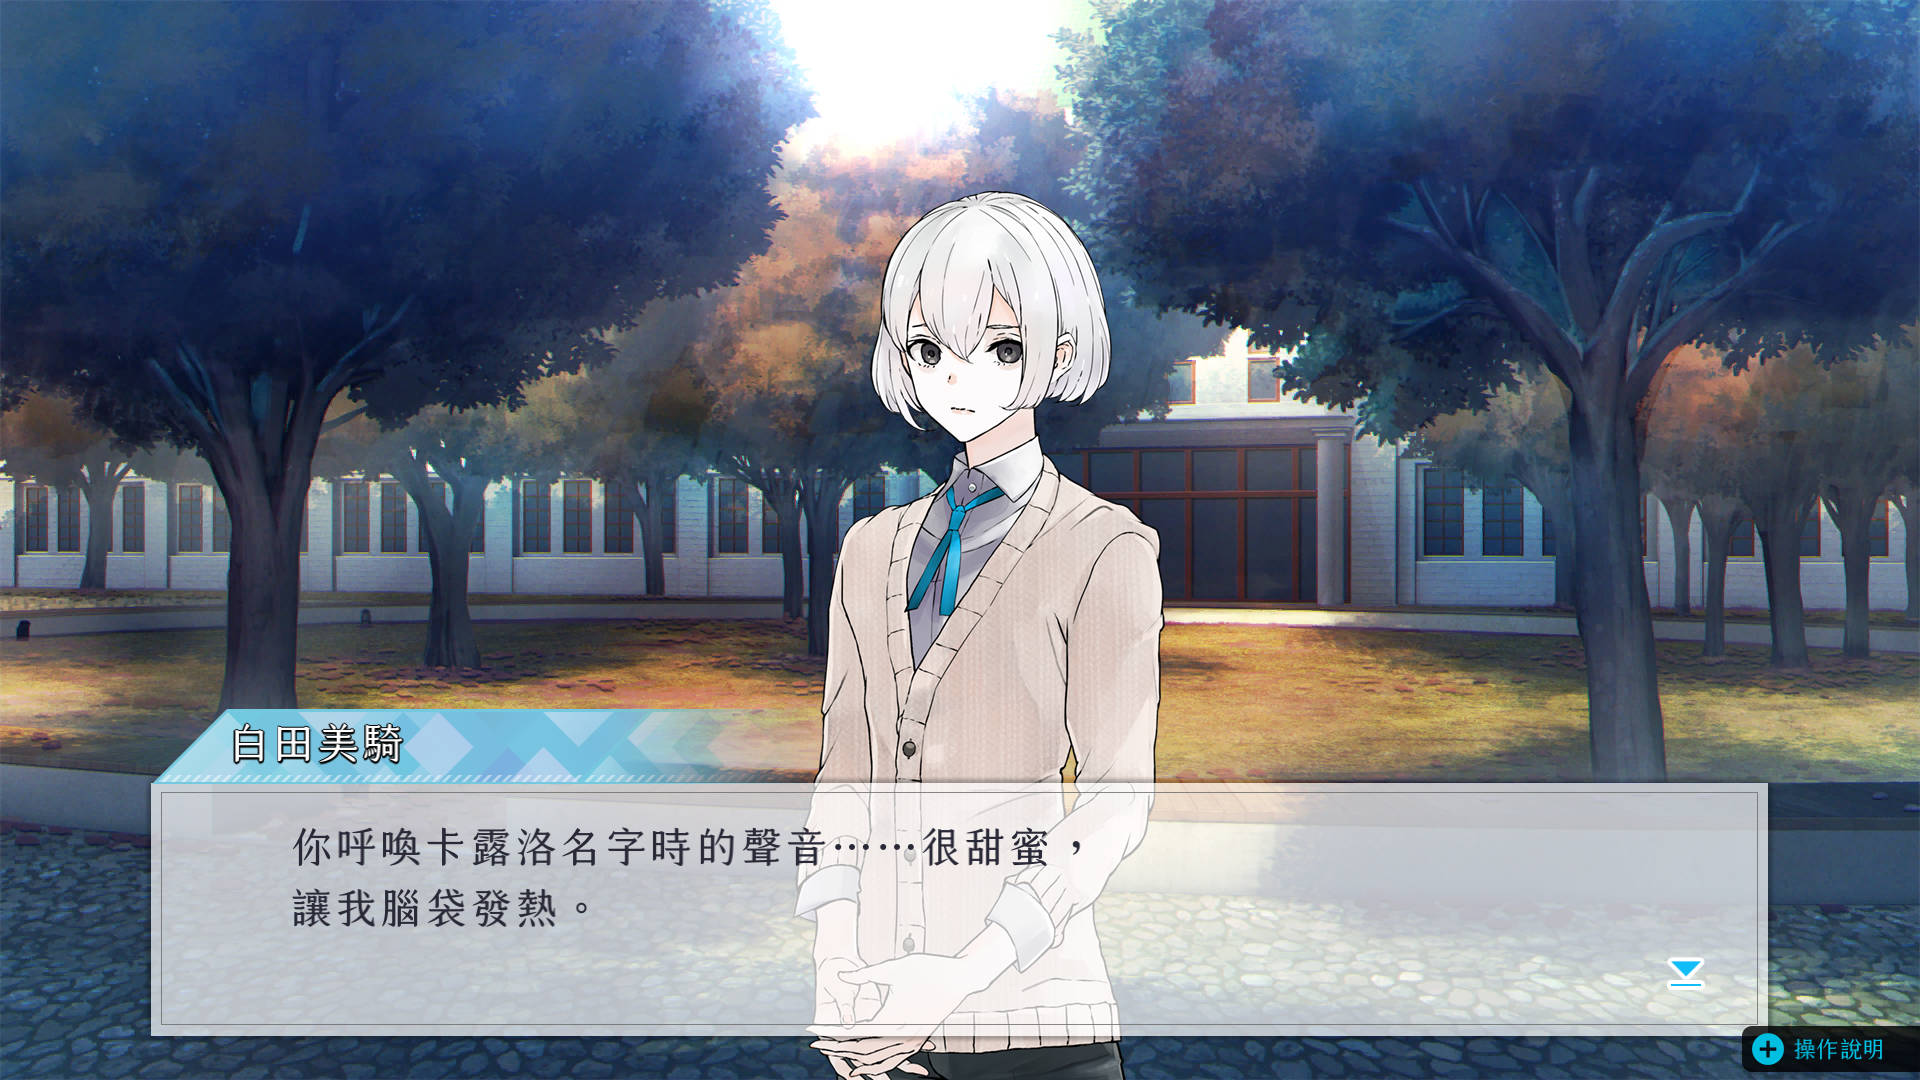 白田美騎
你呼喚卡露洛名字時的聲音……很甜蜜，
讓我腦袋發熱。
操作說明